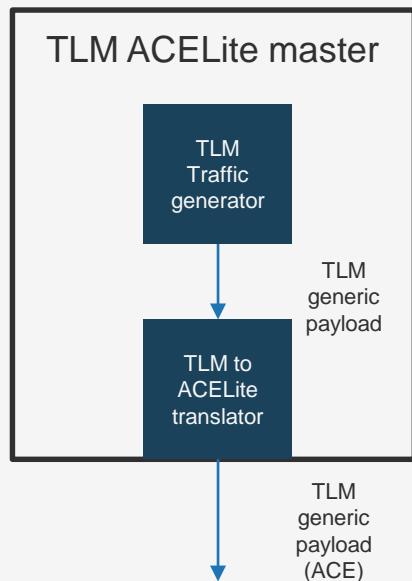 TLM ACELite master
TLM
Traffic
generator
TLM
generic
payload
TLM to
ACELite
translator
TLM
generic
payload
(ACE)